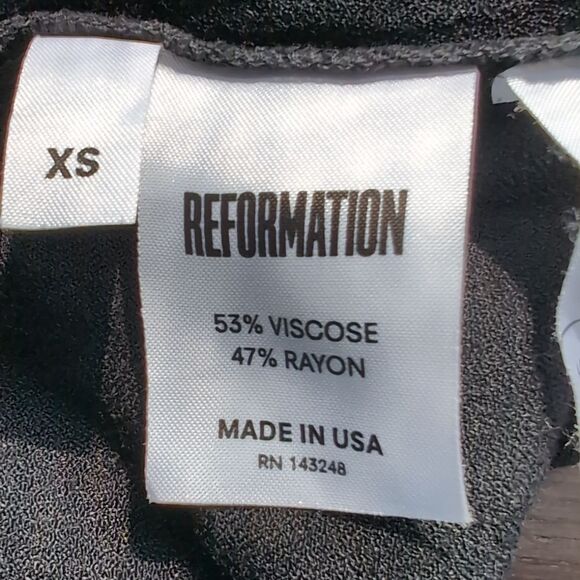 XS
REFORMATION
53% VISCOSE
47% RAYON
MADE IN USA
RN 143248